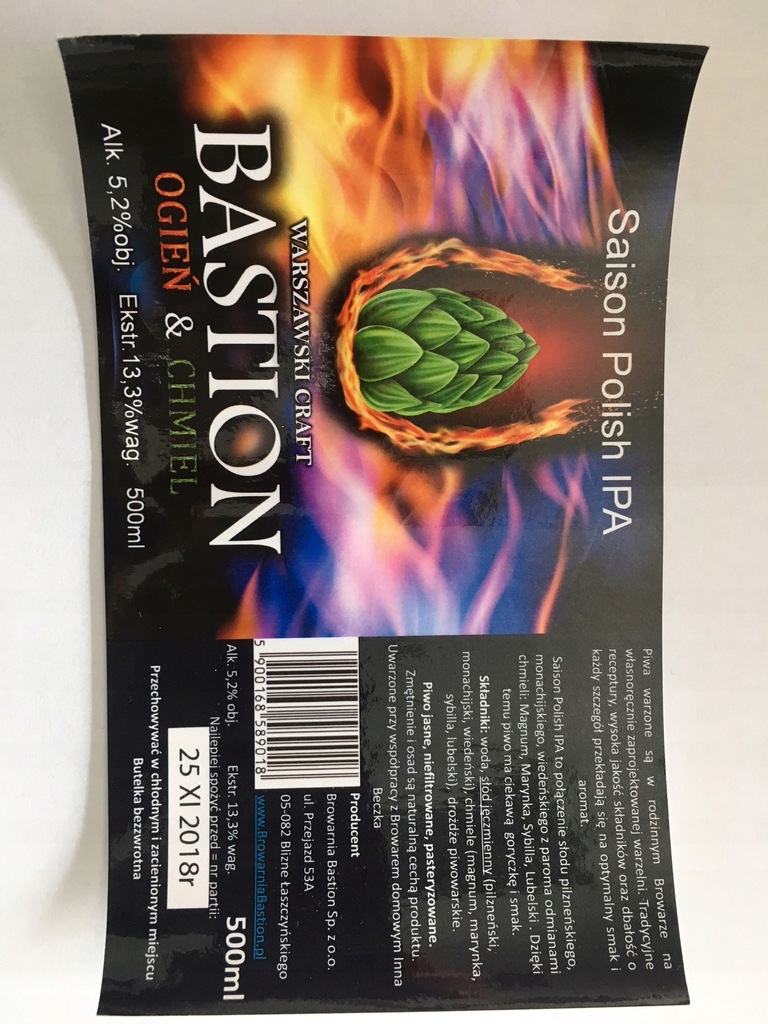 Saison Polish IPA
WARSZAWSKI CRAFT
BASTION
OGIEŃ & CHMIEL
Alk. 5,2%obj. Ekstr.13,3%wag. 500ml
Piwa warzone są w rodzinnym Browarze na
własnoręcznie zaprojektowanej warzelni. Tradycyjne
receptury, wysoka jakość składników oraz dbałość o
każdy szczegół przekładają się na optymalny smak i
aromat.
Saison Polish IPA to połączenie słodu pilzneńskiego,
monachijskiego, wiedeńskiego z paroma odmianami
chmieli: Magnum, Marynka, Sybilla, Lubelski . Dzięki
temu piwo ma ciekawą goryczkę i smak.
Składniki: woda, słód jęczmienny (pilzneński,
monachijski, wiedeński), chmiele (magnum, marynka,
sybilla, lubelski), drożdże piwowarskie.
Piwo jasne, niefiltrowane, pasteryzowane.
Zmętnienie i osad są naturalną cechą produktu.
Uwarzone przy współpracy z Browarem domowym Inna
Beczka
5 900168 589018
Producent
Browarnia Bastion Sp. z o.o.
ul. Przejazd 53A
05-082 Blizne Łaszczyńskiego
www.BrowarniaBastion.pl
Alk. 5,2% obj. Ekstr. 13,3% wag. 500ml
Najlepiej spożyć przed = nr partii:
25 XI 2018r
Przechowywać w chłodnym i zacienionym miejscu
Butelka bezzwrotna